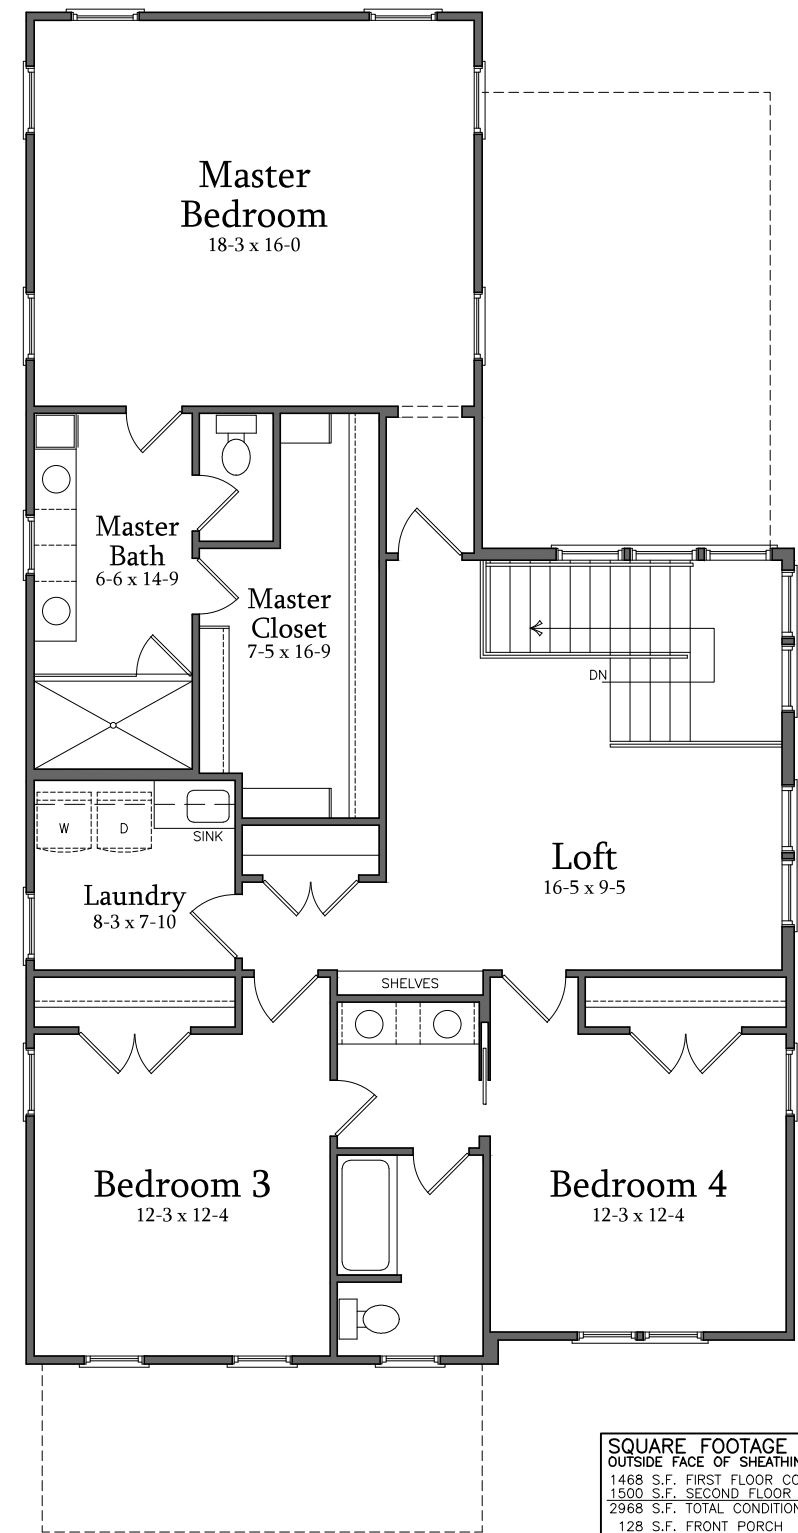 Master
Bedroom
18-3 x 16-0
Master
Bath
6-6 x 14-9
Master
Closet
7-5 x 16-9
DN
W
D
SINK
Loft
16-5 x 9-5
Laundry
8-3 x 7-10
SHELVES
Bedroom 3
12-3 x 12-4
Bedroom 4
12-3 x 12-4
SQUARE FOOTAGE
OUTSIDE FACE OF
1468 S.F. FIRST FLOOR
1500 S.F. SECOND FLOOR
2968 S.F. TOTAL
128 S.F. FRONT PORCH